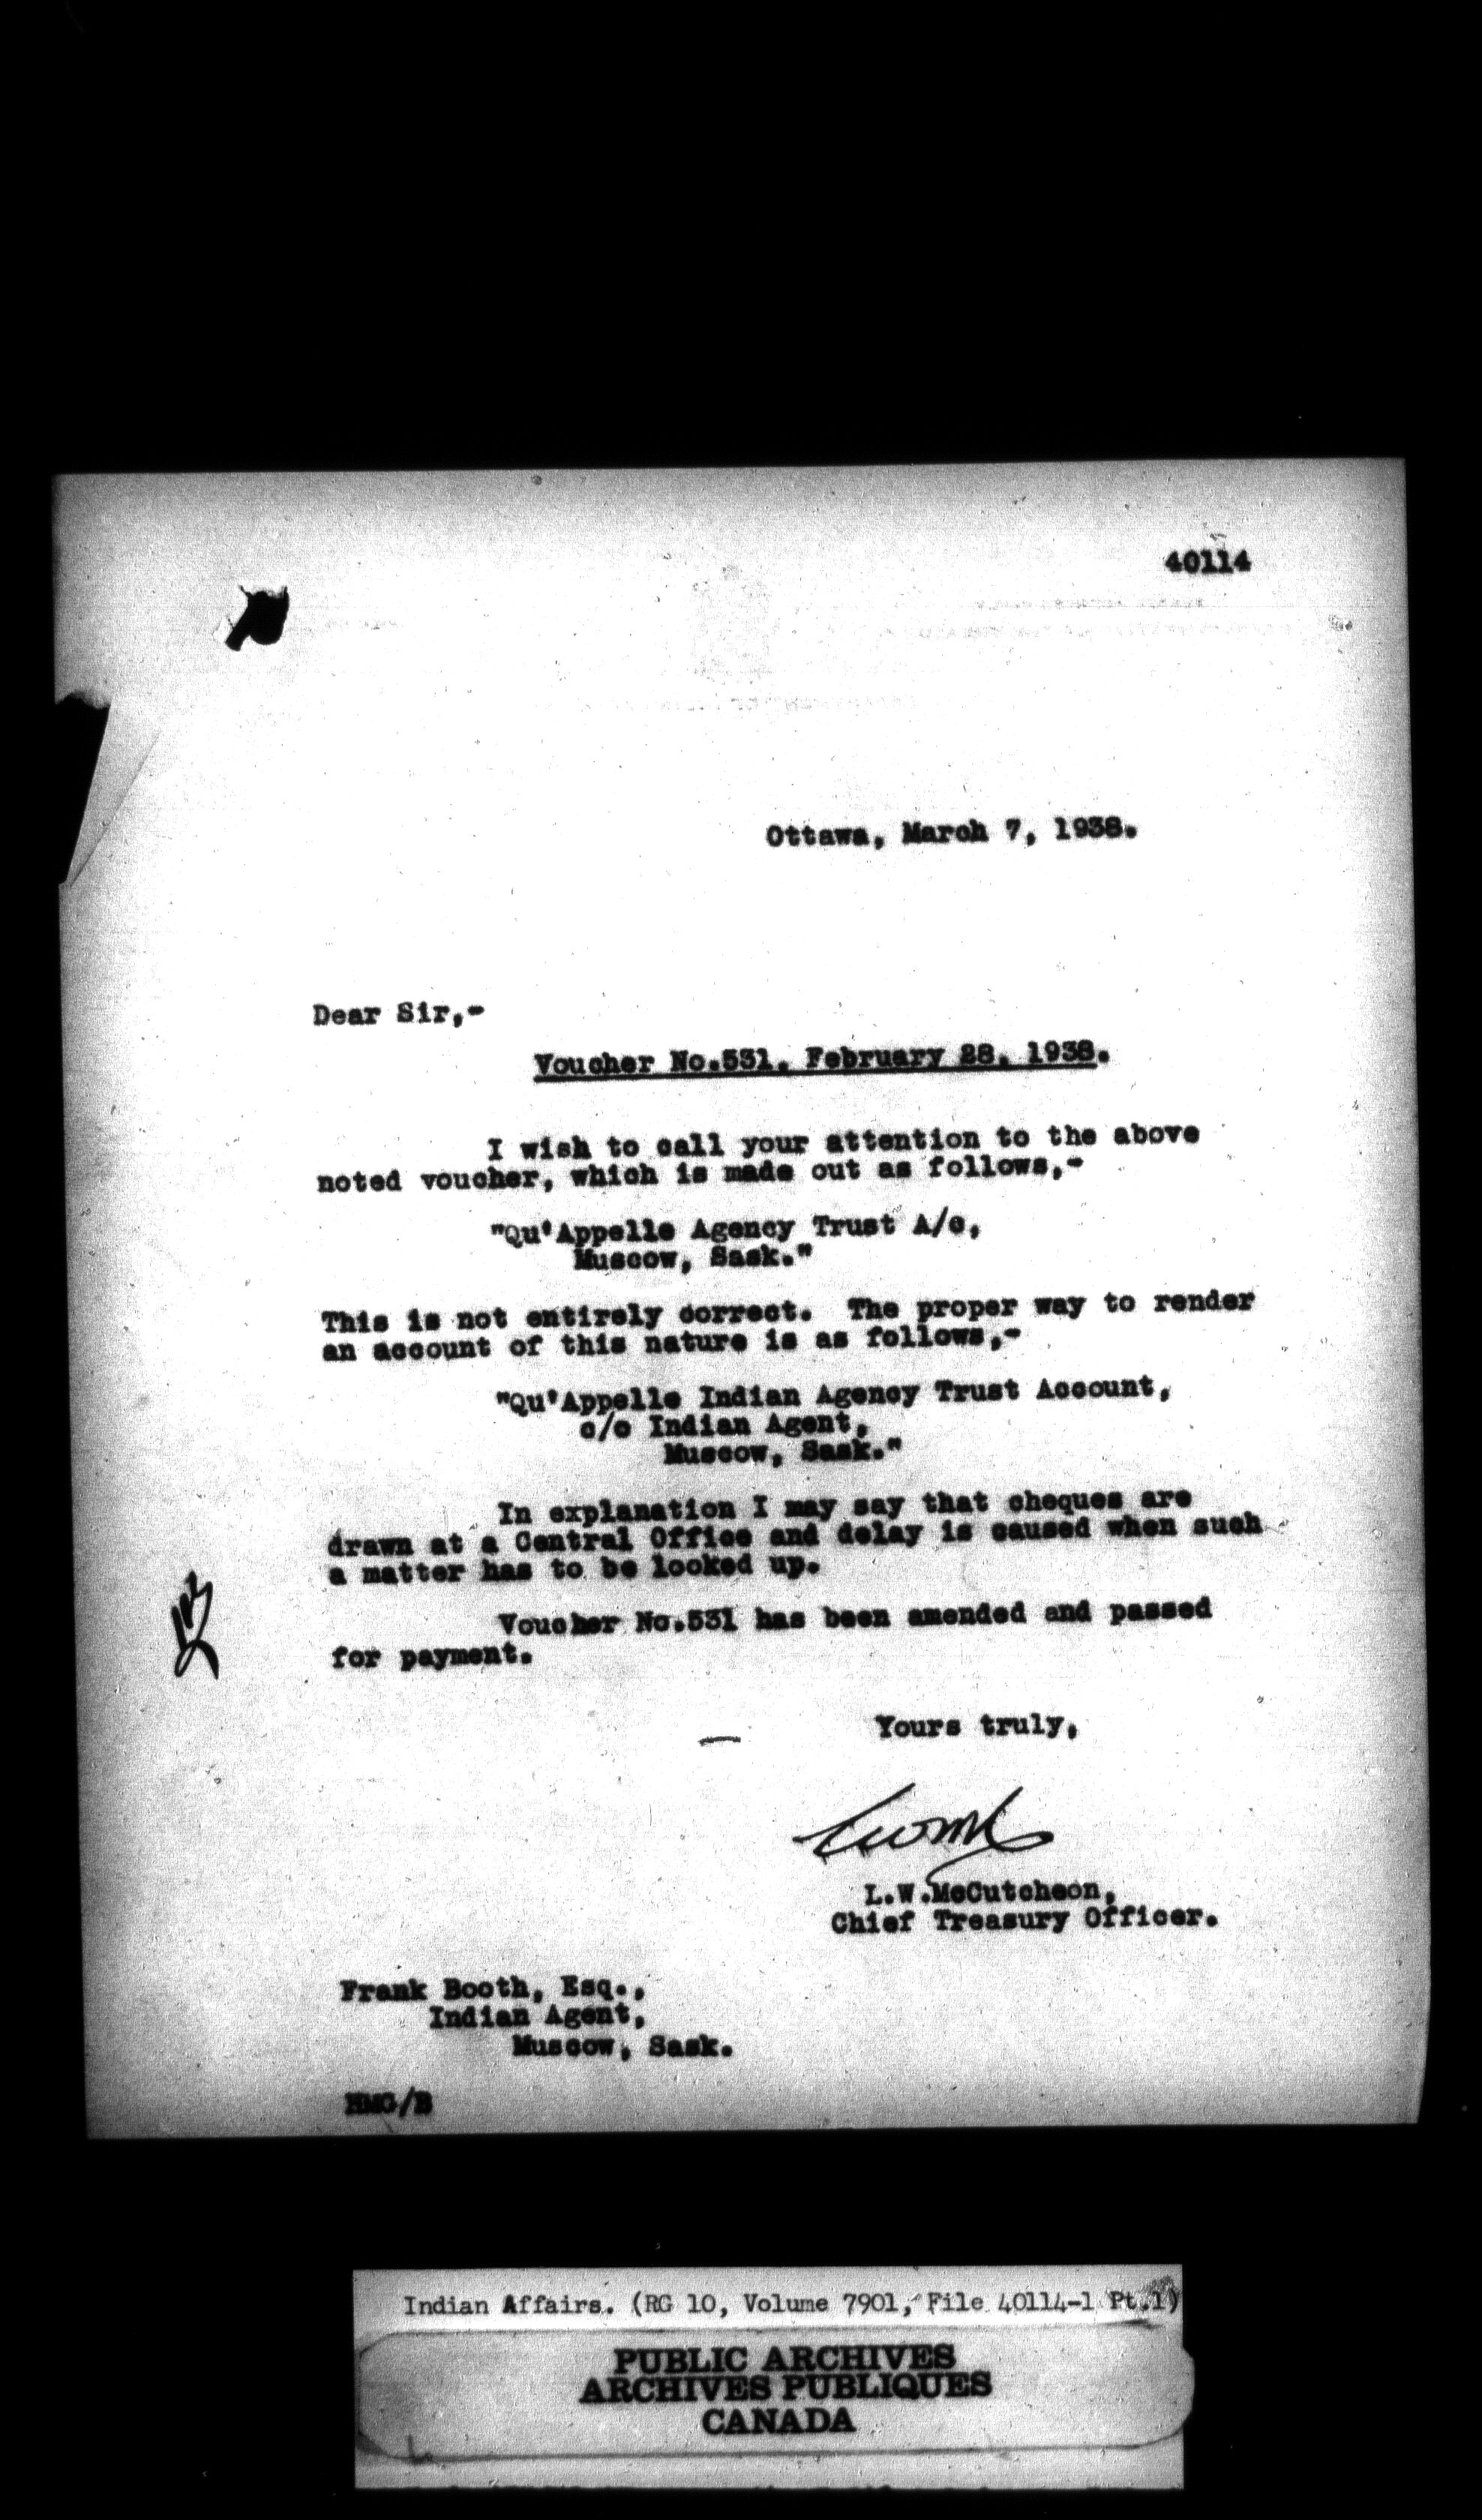 40114
Ottawa, March 7, 1938.
Dear Sir,-
Voucher No.531, February 28, 1938.
I wish to call your attention to the above
noted voucher, which is made out as follows,-
"Qu'Appelle Agency Trust A/c,
Muscow, Sask."
This is not entirely correct. The proper way to render
an account of this nature is as follows,-
"Qu'Appelle Indian Agency Trust Account,
c/o Indian Agent,
Muscow, Sask."
In explanation I may say that cheques are
drawn at a Central Office and delay is caused when such
a matter has to be looked up.
Voucher No.531 has been amended and passed
for payment.
Yours truly,
L.W.McCutcheon,
Chief Treasury Officer.
Frank Booth, Esq.,
Indian Agent,
Muscow, Sask.
HMG/B
Indian Affairs. (RG 10, Volume 7901, File 40114-1 Pt.1)
PUBLIC ARCHIVES
ARCHIVES PUBLIQUES
CANADA